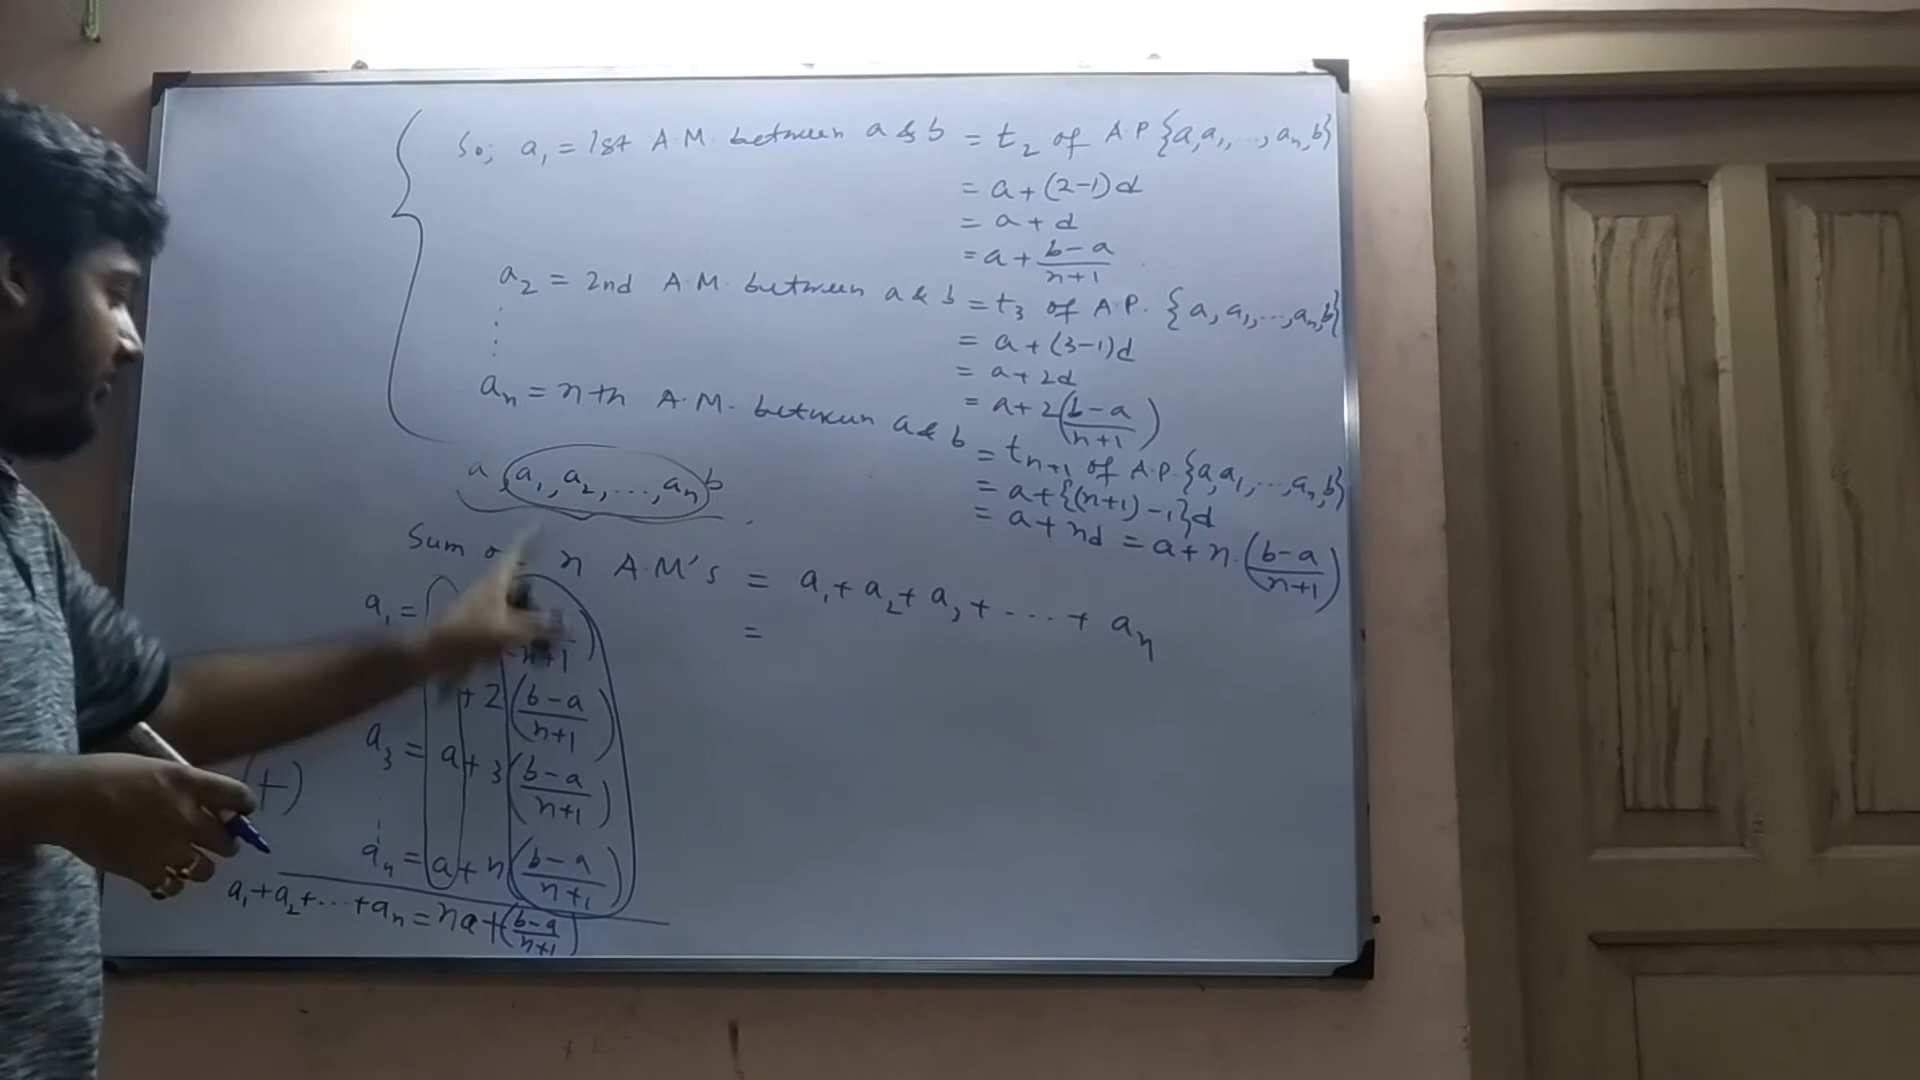 So, a₁ = 1st A.M. between a & b = t₂ of A.P {a, a₁, ..., aₙ, b}
= a + (2-1)d
= a + d
= a + (b-a)/(n+1)
a₂ = 2nd A.M. between a & b = t₃ of A.P. {a, a₁, ..., aₙ, b}
= a + (3-1)d
= a + 2d
= a + 2((b-a)/(n+1))
aₙ = nth A.M. between a & b = tₙ₊₁ of A.P. {a, a₁, ..., aₙ, b}
= a + {(n+1) - 1}d
= a + nd = a + n.((b-a)/(n+1))
a, a₁, a₂, ..., aₙ b
Sum n A.M's = a₁ + a₂ + a₃ + .... + aₙ
=
a₁ = n+1)
+ 2((b-a)/(n+1))
a₃ = a + 3((b-a)/(n+1))
(+)
aₙ = a + n((b-a)/(n+1))
a₁ + a₂ + ... + aₙ = na + ((b-a)/(n+1))